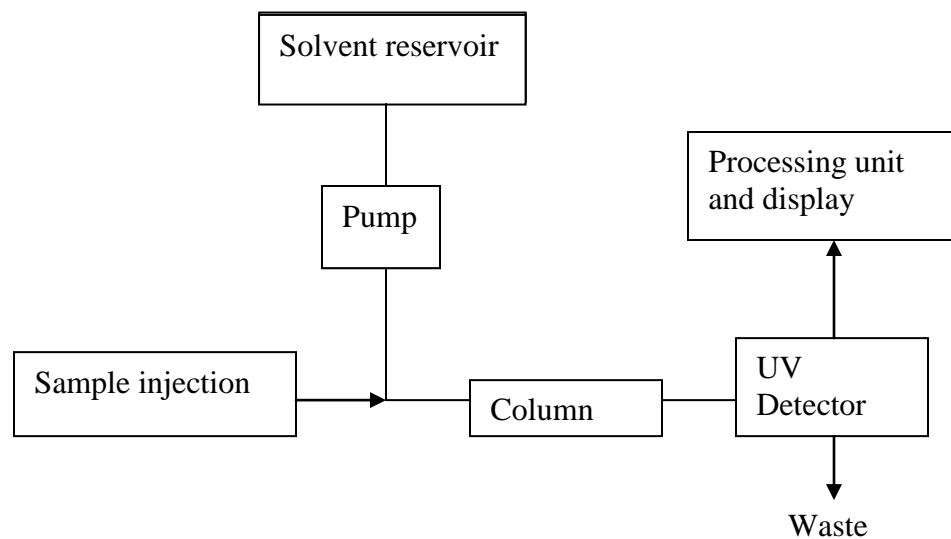 Solvent reservoir
Processing unit
and display
Pump
Sample injection
Column
UV
Detector
Waste